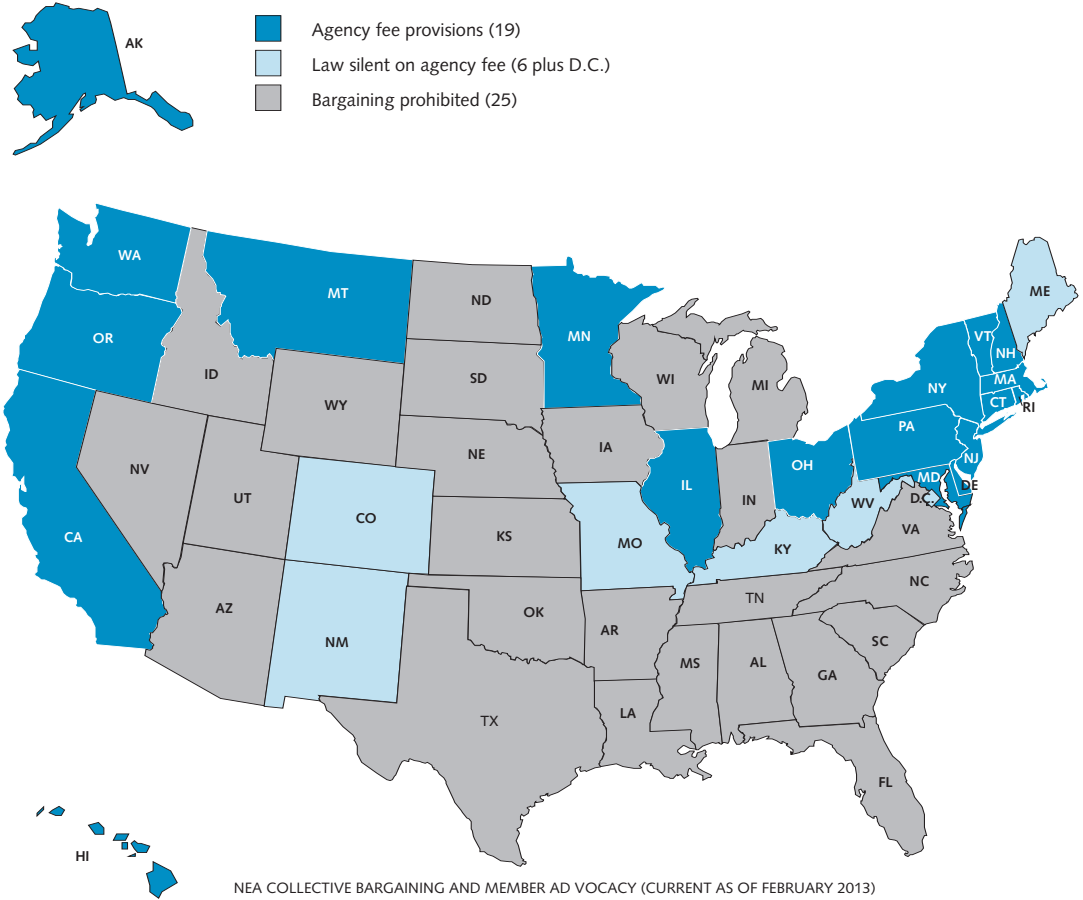 AK
Agency fee provisions (19)
Law silent on agency fee (6 plus D.C.)
Bargaining prohibited (25)
WA
MT
ND
MN
ME
OR
ID
SD
WI
MI
VT
NH
NY
MA
CT
RI
WY
NE
IA
PA
NJ
NV
UT
CO
KS
MO
IL
IN
OH
WV
MD
DE
D.C.
CA
KY
VA
AZ
NM
OK
AR
TN
NC
TX
LA
MS
AL
GA
SC
FL
HI
NEA COLLECTIVE BARGAINING AND MEMBER AD VOCACY (CURRENT AS OF FEBRUARY 2013)